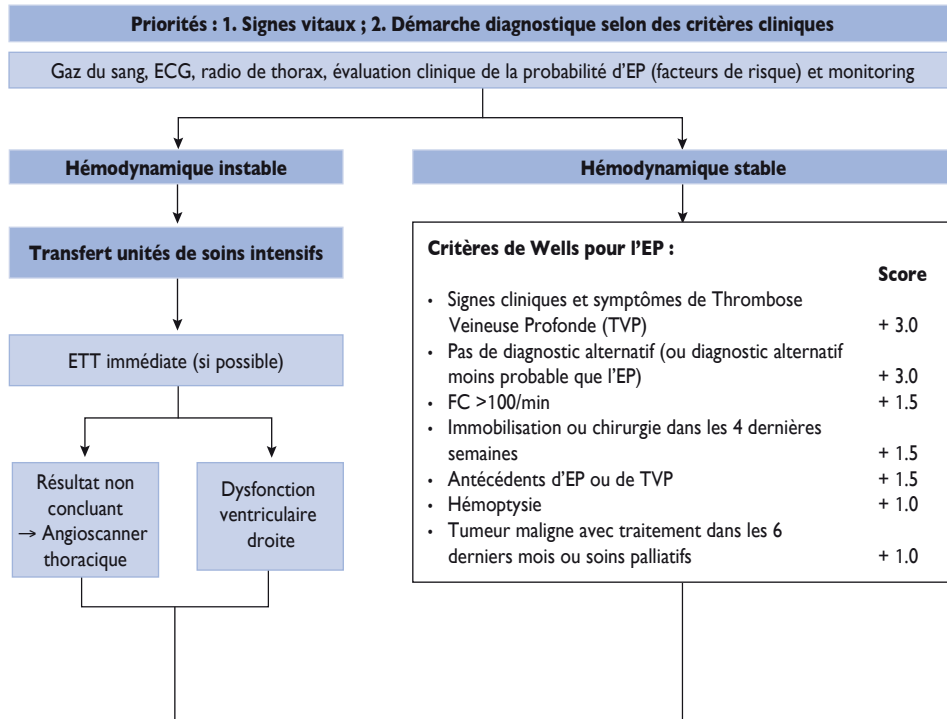 Priorités : 1. Signes vitaux ; 2. Démarche diagnostique selon des critères cliniques
Gaz du sang, ECG, radio de thorax, évaluation clinique de la probabilité d'EP (facteurs de risque) et monitoring
Hémodynamique instable
Transfert unités de soins intensifs
ETT immédiate (si possible)
Résultat non
concluant
→ Angioscanner
thoracique
Dysfonction
ventriculaire
droite
Hémodynamique stable
Critères de Wells pour l'EP :
Score
• Signes cliniques et symptômes de Thrombose
Veineuse Profonde (TVP) + 3.0
• Pas de diagnostic alternatif (ou diagnostic alternatif
moins probable que l'EP) + 3.0
• FC >100/min + 1.5
• Immobilisation ou chirurgie dans les 4 dernières
semaines + 1.5
• Antécédents d'EP ou de TVP + 1.5
• Hémoptysie + 1.0
• Tumeur maligne avec traitement dans les 6
derniers mois ou soins palliatifs + 1.0